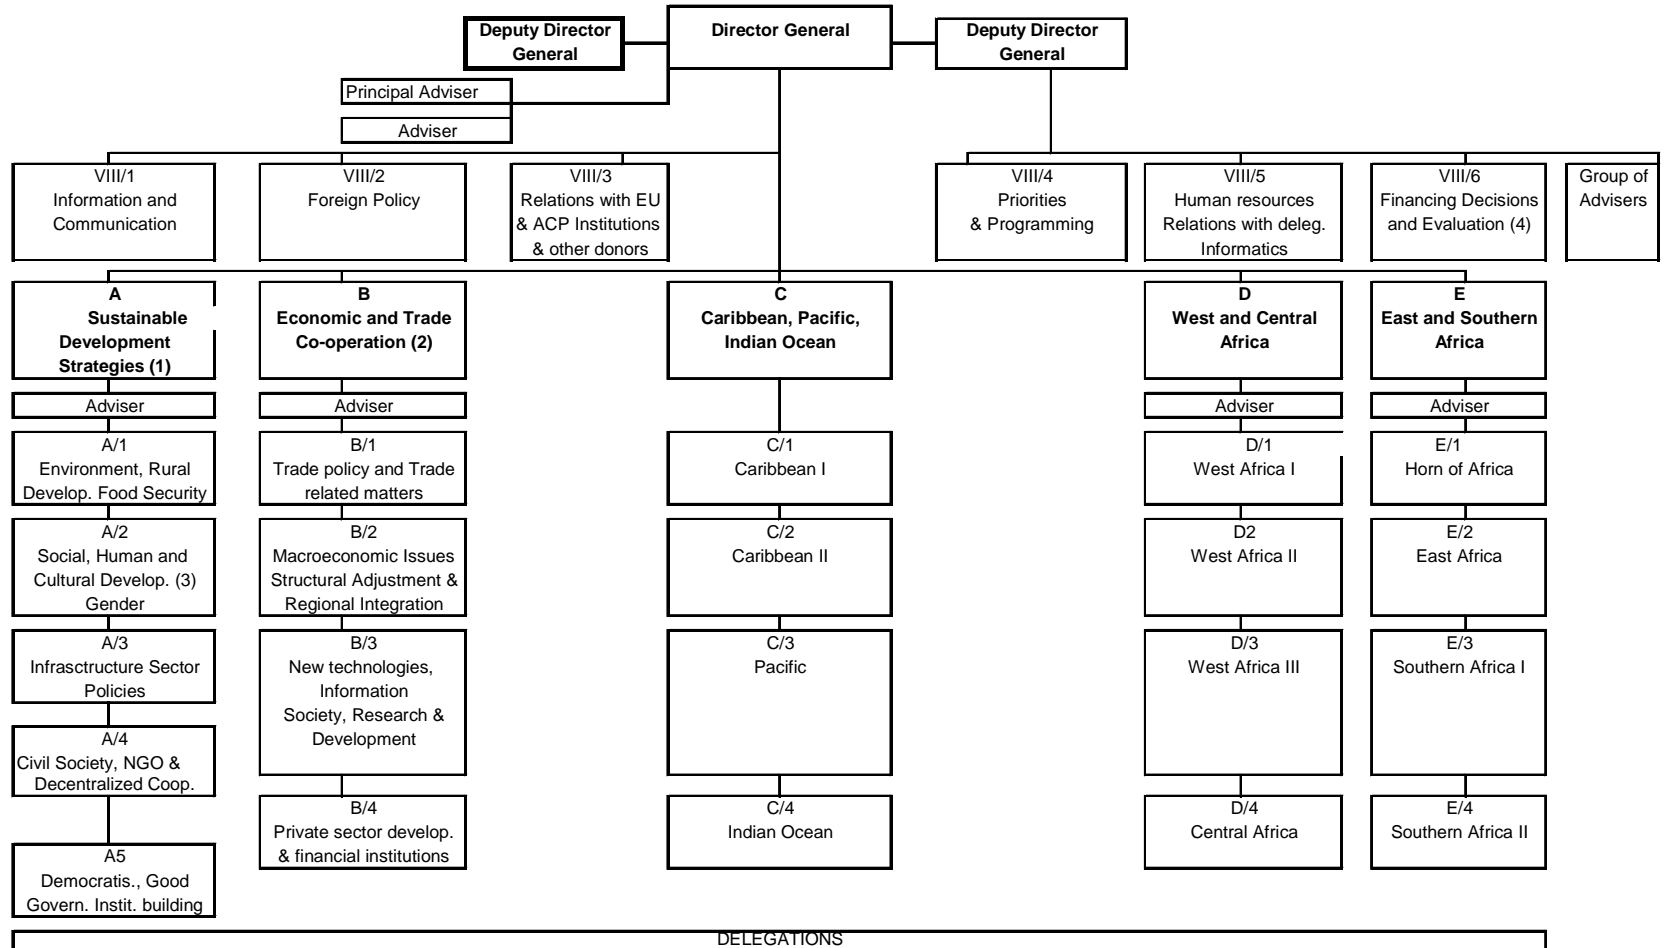 Deputy Director
General
Director General
Deputy Director
General
Principal Adviser
Adviser
VIII/1
Information and
Communication
VIII/2
Foreign Policy
VIII/3
Relations with EU
& ACP Institutions
& other donors
VIII/4
Priorities
& Programming
VIII/5
Human resources
Relations with deleg.
Informatics
VIII/6
Financing Decisions
and Evaluation (4)
Group of
Advisers
A
Sustainable
Development
Strategies (1)
B
Economic and Trade
Co-operation (2)
C
Caribbean, Pacific,
Indian Ocean
D
West and Central
Africa
E
East and Southern
Africa
Adviser
Adviser
Adviser
Adviser
A/1
Environment, Rural
Develop. Food Security
B/1
Trade policy and Trade
related matters
C/1
Caribbean I
D/1
West Africa I
E/1
Horn of Africa
A/2
Social, Human and
Cultural Develop. (3)
Gender
B/2
Macroeconomic Issues
Structural Adjustment &
Regional Integration
C/2
Caribbean II
D2
West Africa II
E/2
East Africa
A/3
Infrasctructure Sector
Policies
B/3
New technologies,
Information
Society, Research &
Development
C/3
Pacific
D/3
West Africa III
E/3
Southern Africa I
A/4
Civil Society, NGO &
Decentralized Coop.
B/4
Private sector develop.
& financial institutions
C/4
Indian Ocean
D/4
Central Africa
E/4
Southern Africa II
A5
Democratis., Good
Govern. Instit. building
DELEGATIONS